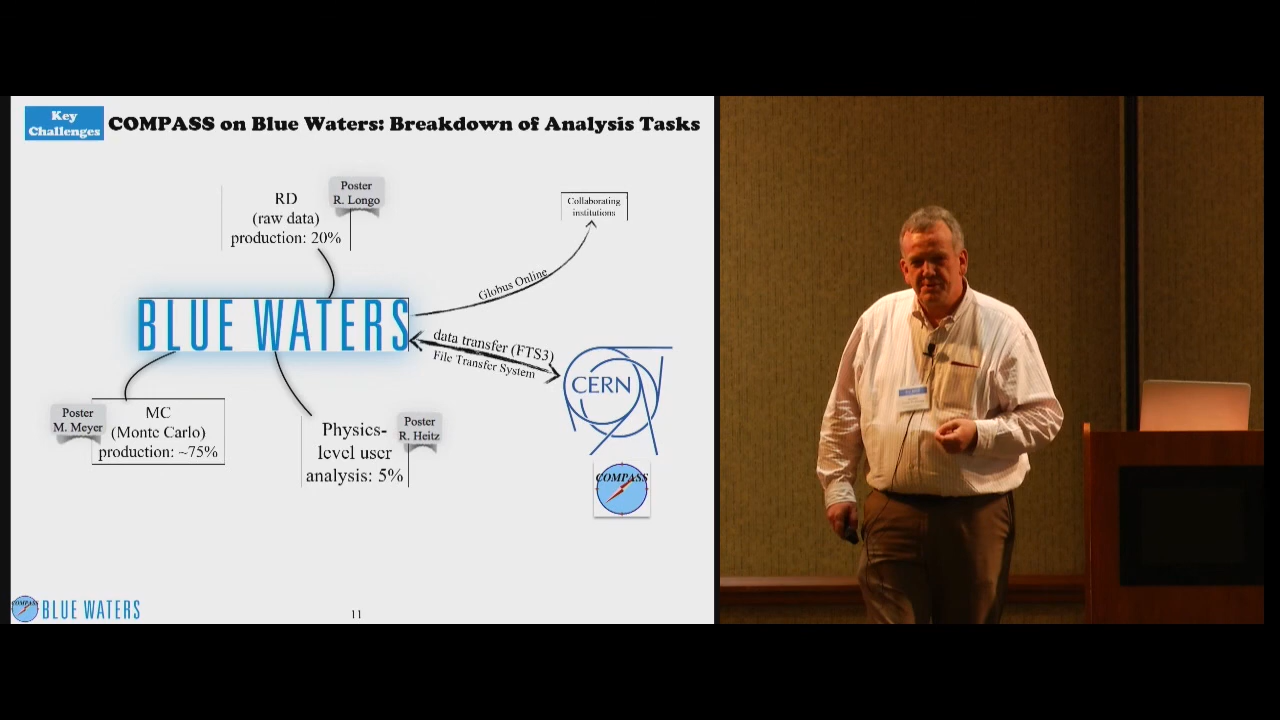 Key
Challenges
COMPASS on Blue Waters: Breakdown of Analysis Tasks
RD
(raw data)
production: 20%
Poster
R. Longo
Collaborating
institutions
Globus Online
BLUE WATERS
data transfer (FTS3)
File Transfer System
CERN
Poster
M. Meyer
MC
(Monte Carlo)
production: ~75%
Physics-
level user
analysis: 5%
Poster
R. Heitz
COMPASS
COMPASS
BLUE WATERS
11